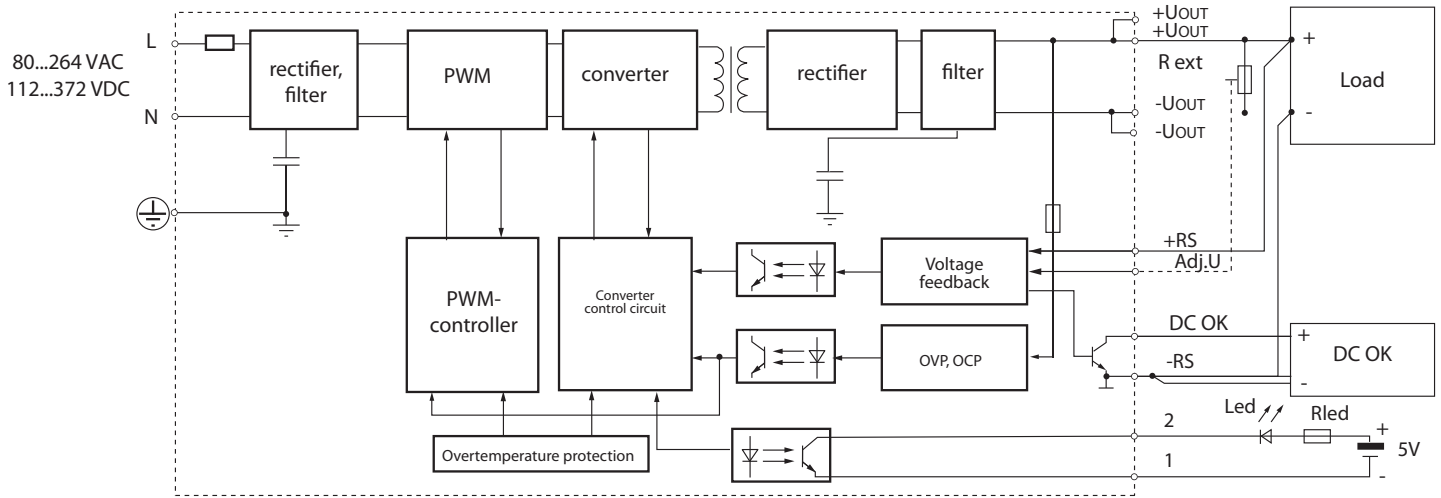 +UOUT
+UOUT
L
80...264 VAC
112...372 VDC
N
rectifier,
filter
PWM
converter
rectifier
filter
R ext
-UOUT
-UOUT
+
-
Load
+RS
Adj.U
PWM-
controller
Converter
control circuit
Voltage
feedback
OVP, OCP
DC OK
-RS
+
-
DC OK
Overtemperature protection
2
1
Led
Rled
+
5V
-